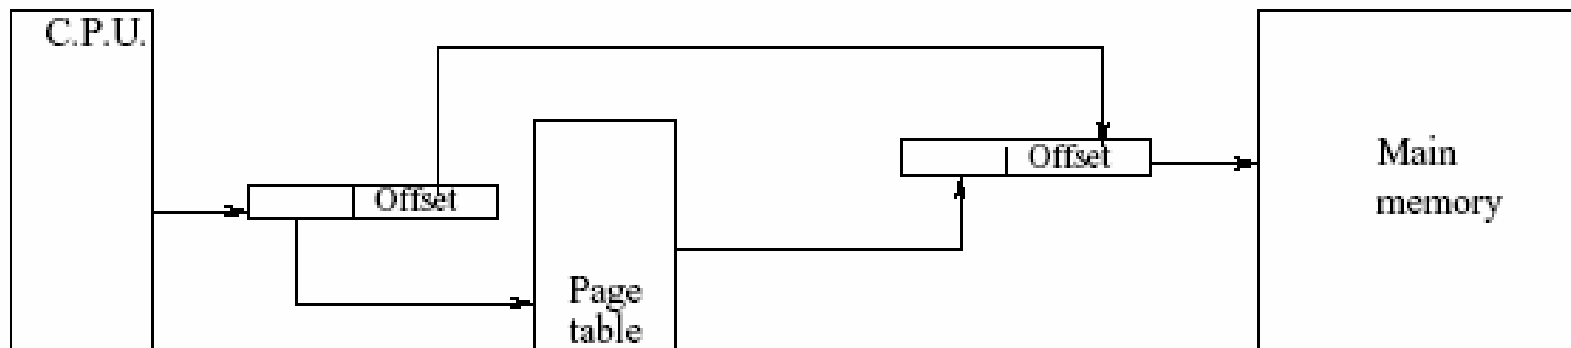 C.P.U.
Offset
Page
table
Offset
Main
memory